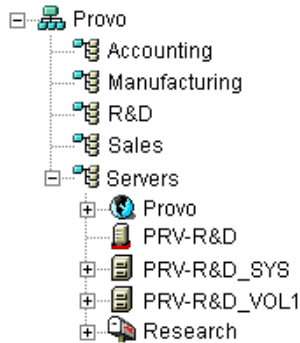 Provo
Accounting
Manufacturing
R&D
Sales
Servers
Provo
PRV-R&D
PRV-R&D_SYS
PRV-R&D_VOL1
Research